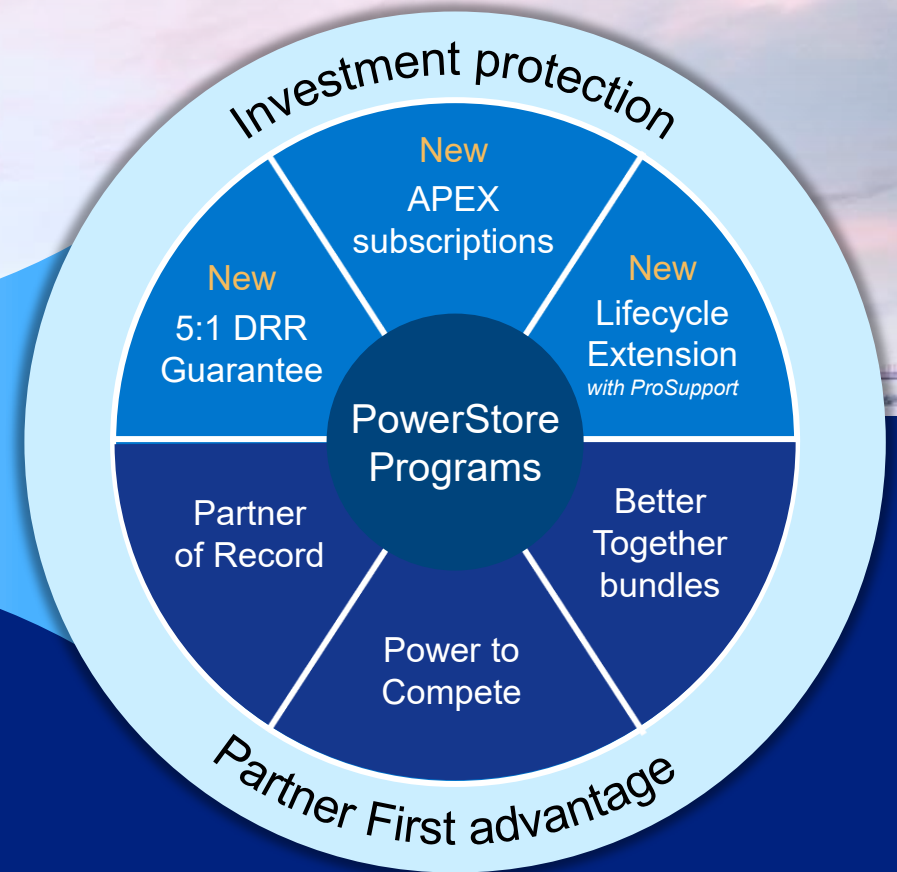 Investment protection
New
APEX
subscriptions
New
5:1 DRR
Guarantee
New
Lifecycle
Extension
with ProSupport
PowerStore
Programs
Partner
of Record
Better
Together
bundles
Power to
Compete
Partner First advantage